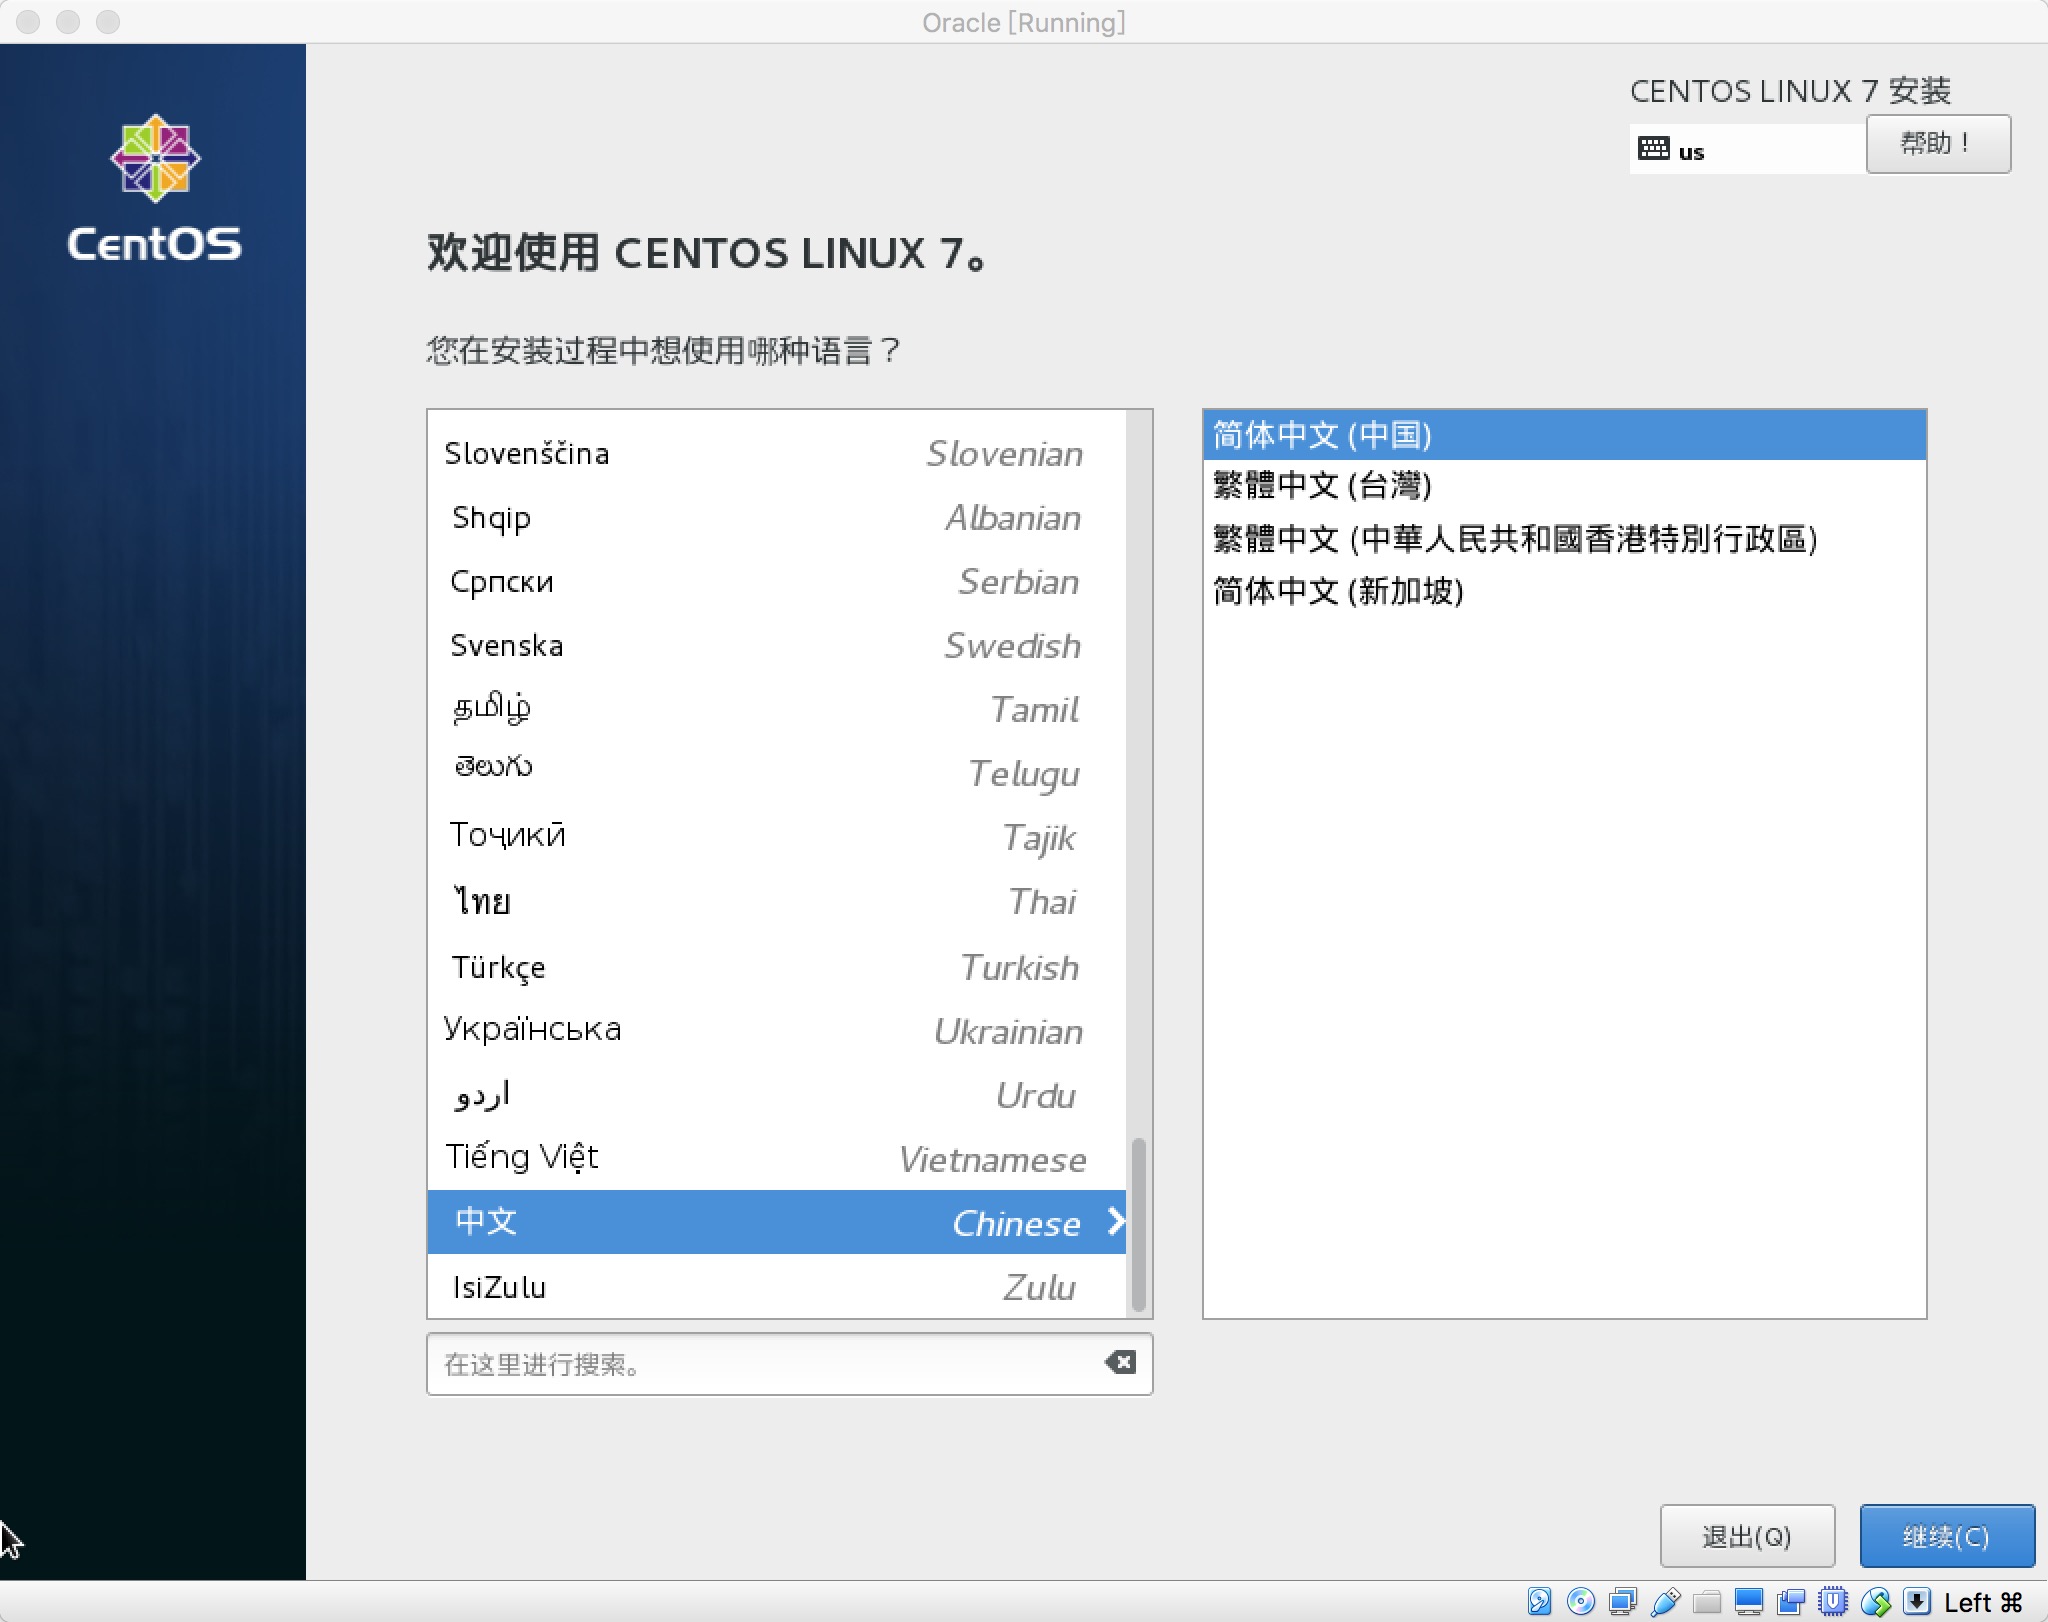 Oracle [Running]
CentOS
CENTOS LINUX 7 安装
us
帮助！
欢迎使用 CENTOS LINUX 7。
您在安装过程中想使用哪种语言？
Slovenščina Slovenian
Shqip Albanian
Српски Serbian
Svenska Swedish
தமிழ் Tamil
తెలుగు Telugu
Тоҷикӣ Tajik
ไทย Thai
Türkçe Turkish
Українська Ukrainian
اردو Urdu
Tiếng Việt Vietnamese
中文 Chinese
IsiZulu Zulu
在这里进行搜索。
简体中文 (中国)
繁體中文 (台灣)
繁體中文 (中華人民共和國香港特別行政區)
简体中文 (新加坡)
退出(Q)
继续(C)
Left ⌘